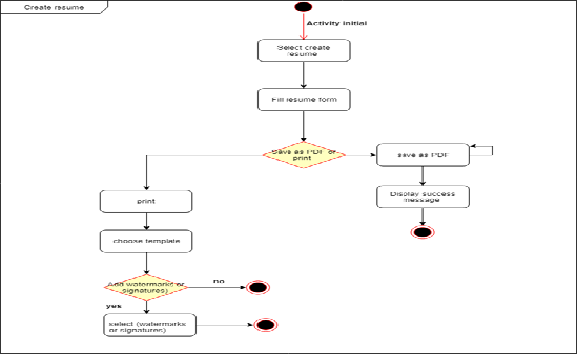 Create resume
Activity initial
Select create
resume
Fill resume form
Save as PDF or
print
save as PDF
Display success
message
print
choose template
Add watermarks or
signatures)
no
yes
select (watermarks
or signatures)